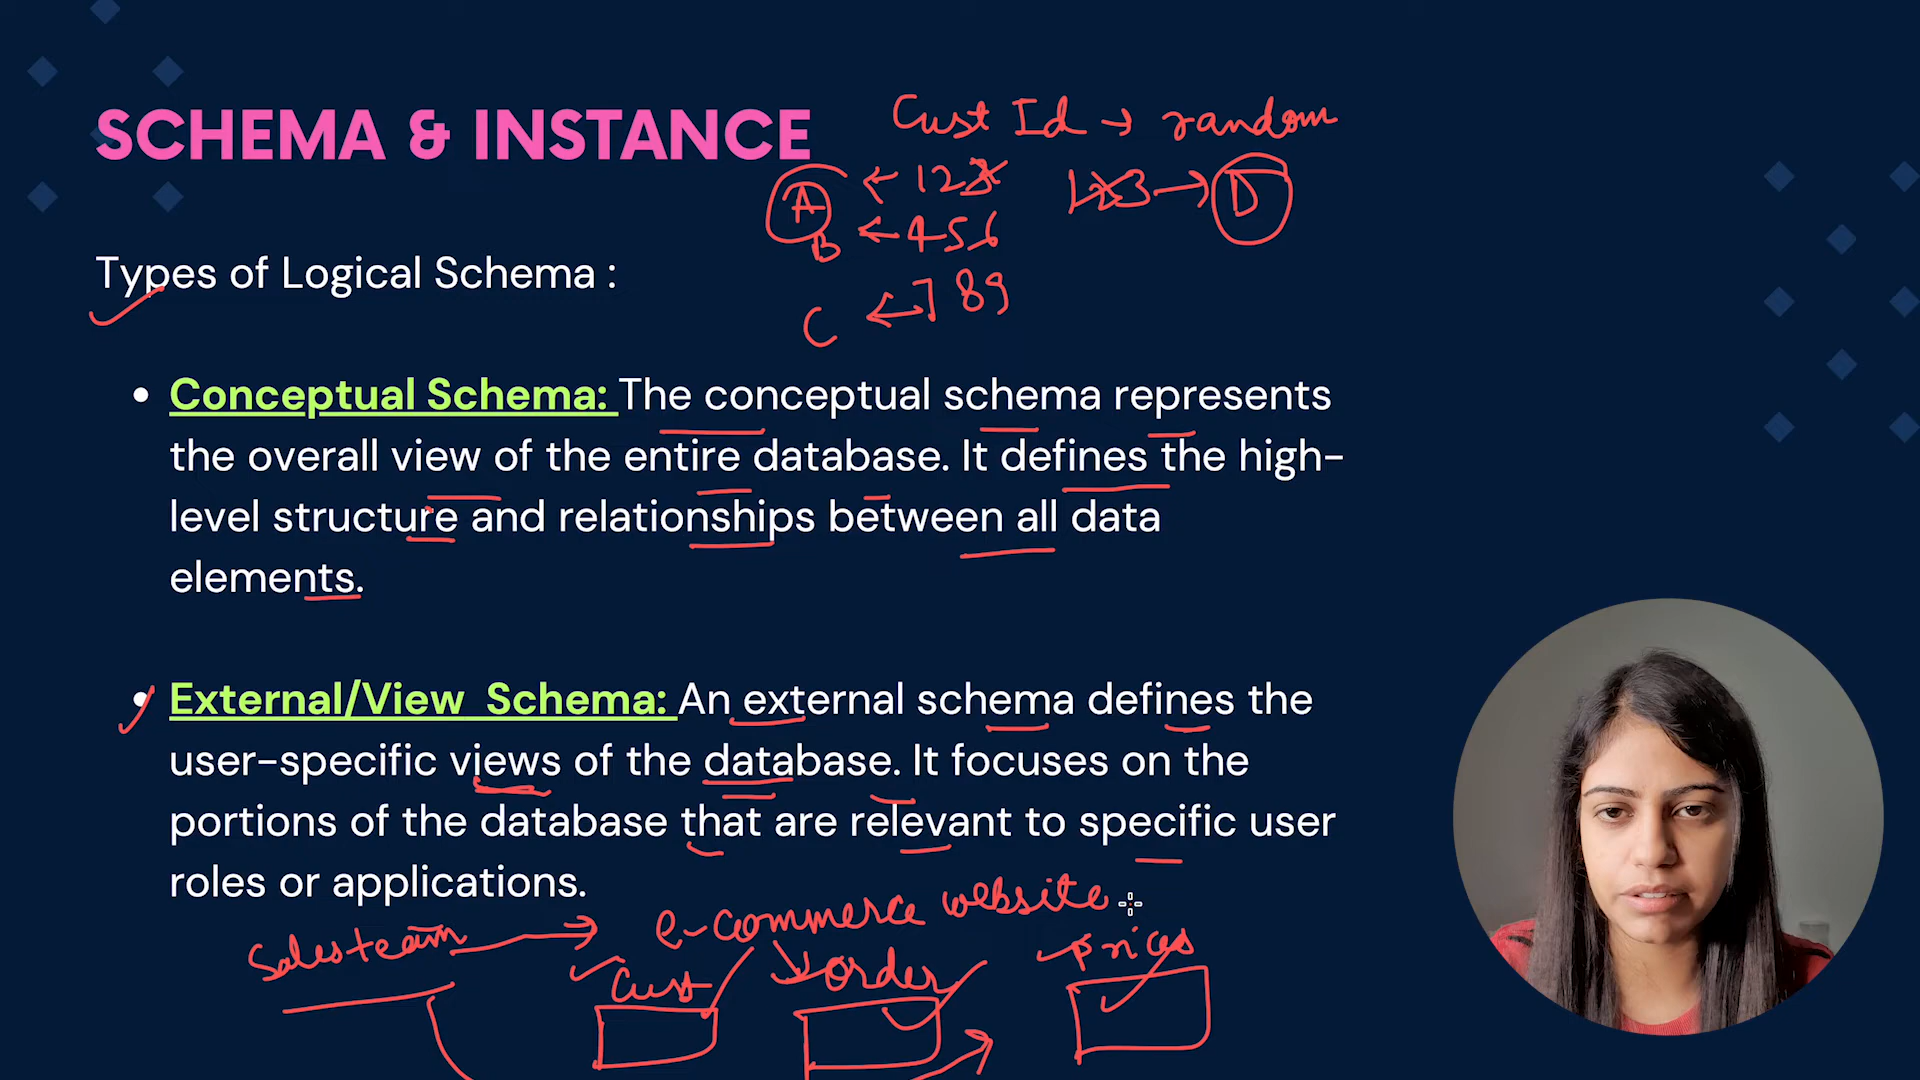 SCHEMA & INSTANCE
Cust Id → random
A ← 123
123 → D
B ← 456
C ← 789
Types of Logical Schema :
• Conceptual Schema: The conceptual schema represents
the overall view of the entire database. It defines the high-
level structure and relationships between all data
elements.
• External/View Schema: An external schema defines the
user-specific views of the database. It focuses on the
portions of the database that are relevant to specific user
roles or applications.
e-commerce website
Sales team
Cust
order
prices